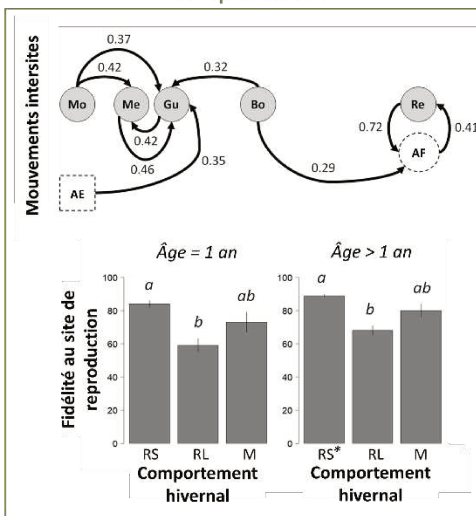 Mouvements intersites
0.37
0.42
0.32
Mo
Me
Gu
Bo
Re
0.42
0.46
0.35
0.72
AF
0.41
0.29
AE
Fidélité au site de
reproduction
Âge = 1 an
Âge > 1 an
100
80
60
40
20
0
a
b
ab
RS
RL
M
Comportement
hivernal
100
80
60
40
20
0
a
b
ab
RS*
RL
M
Comportement
hivernal